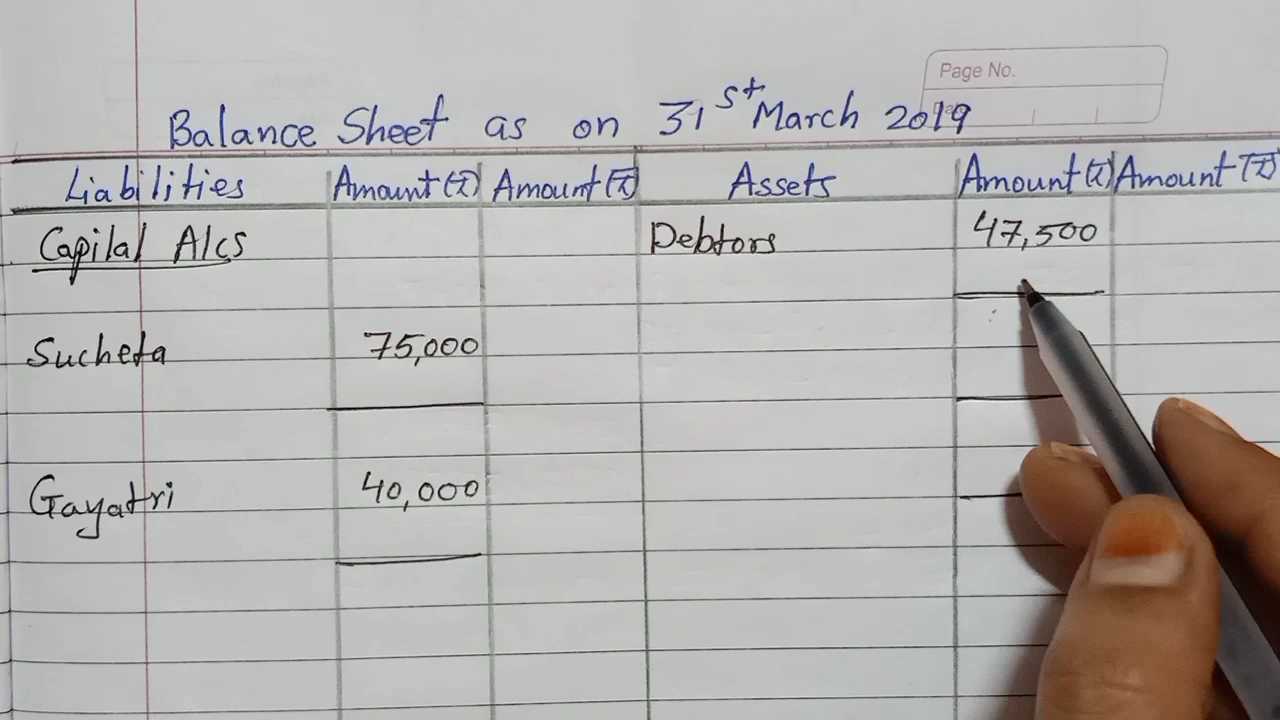 Page No.
Balance Sheet as on 31st March 2019
Liabilities Amount (₹) Amount (₹) Assets Amount (₹) Amount (₹)
Capilal A/cs Debtors 47,500
Sucheta 75,000
Gayatri 40,000